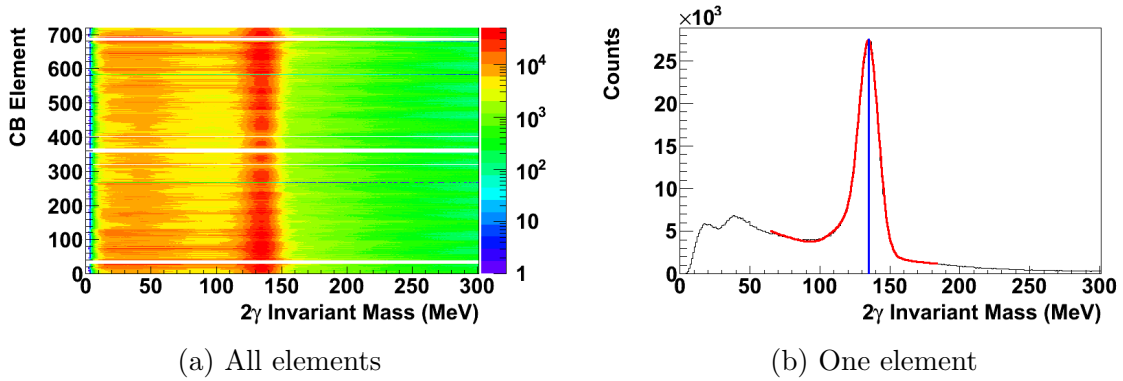 CB Element
700
600
500
400
300
200
100
0
0 50 100 150 200 250 300
2γ Invariant Mass (MeV)
10⁴
10³
10²
10
1
(a) All elements
×10³
Counts
25
20
15
10
5
0
0 50 100 150 200 250 300
2γ Invariant Mass (MeV)
(b) One element